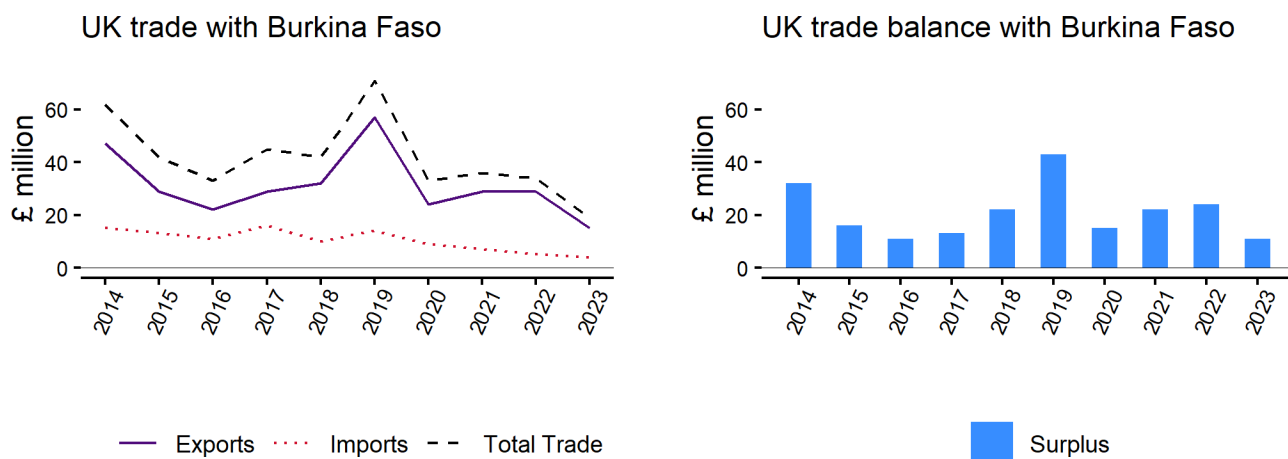 UK trade with Burkina Faso
£ million
60
40
20
0
2014 2015 2016 2017 2018 2019 2020 2021 2022 2023
Exports Imports Total Trade
UK trade balance with Burkina Faso
£ million
60
40
20
0
2014 2015 2016 2017 2018 2019 2020 2021 2022 2023
Surplus